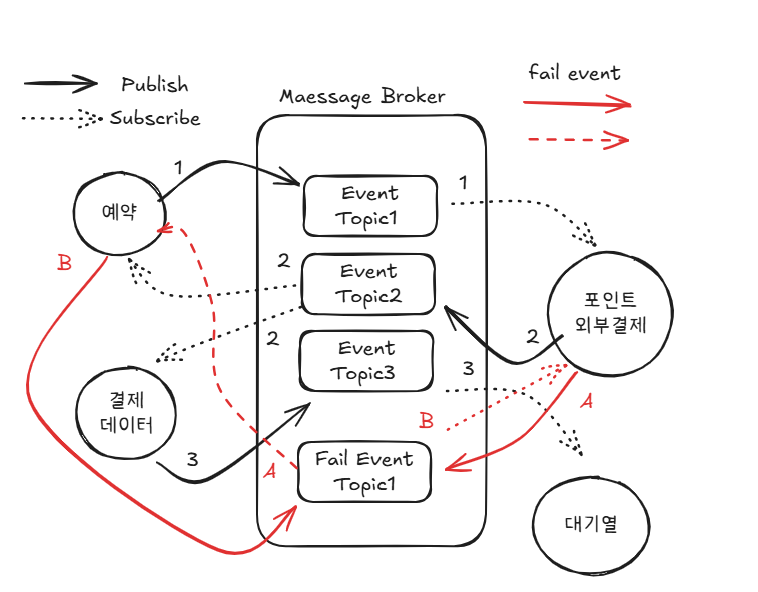 fail event
Publish
Maessage Broker
Subscribe
1
Event
Topic1
1
예약
B
2
Event
Topic2
포인트
외부결제
2
2
Event
Topic3
3
결제
데이터
B
A
3
A
Fail Event
Topic1
대기열